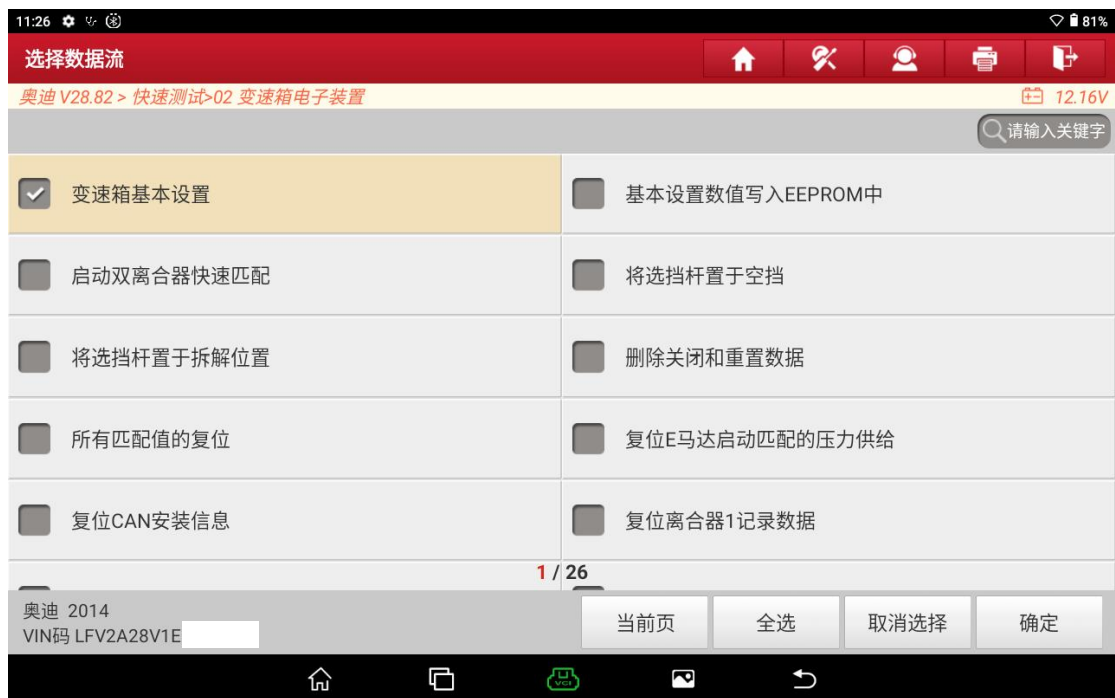 11:26
81%
选择数据流
奥迪 V28.82 > 快速测试>02 变速箱电子装置
12.16V
请输入关键字
变速箱基本设置
基本设置数值写入EEPROM中
启动双离合器快速匹配
将选挡杆置于空挡
将选挡杆置于拆解位置
删除关闭和重置数据
所有匹配值的复位
复位E马达启动匹配的压力供给
复位CAN安装信息
复位离合器1记录数据
1 / 26
奥迪 2014
VIN码 LFV2A28V1E
当前页
全选
取消选择
确定
VCI